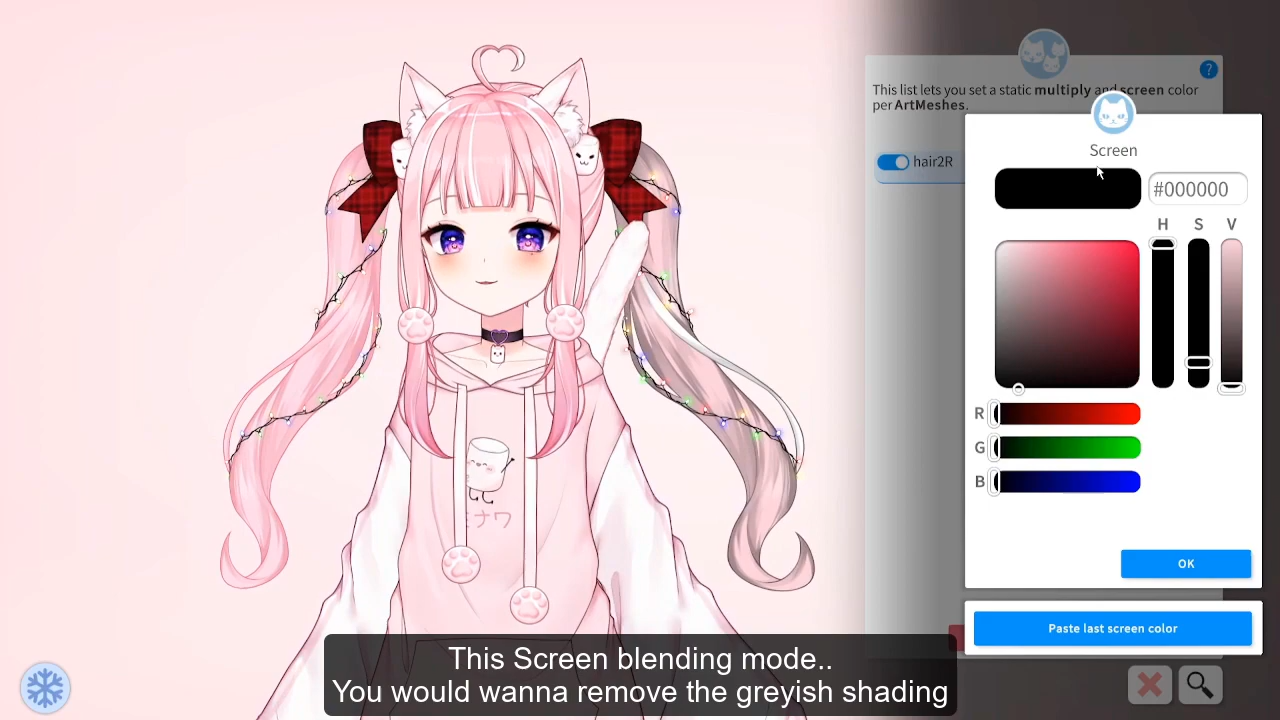 This list lets you set a static multiply and screen color
per ArtMeshes.
?
hair2R
Screen
#000000
H S V
R
G
B
OK
Paste last screen color
ナワ
This Screen blending mode..
You would wanna remove the greyish shading